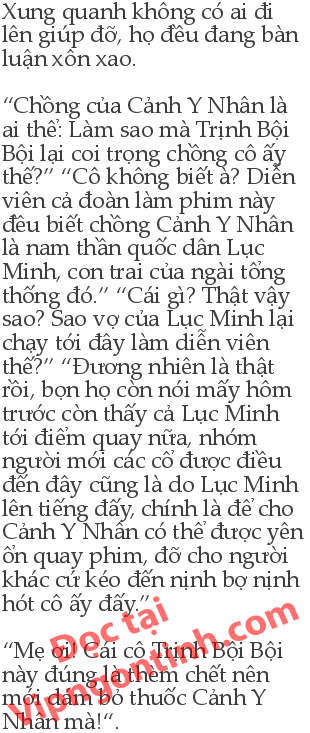 Xung quanh không có ai đi
lên giúp đỡ, họ đều đang bàn
luận xôn xao.

“Chồng của Cảnh Y Nhân là
ai thế: Làm sao mà Trịnh Bội
Bội lại coi trọng chồng cô ấy
thế?” “Cô không biết à? Diễn
viên cả đoàn làm phim này
đều biết chồng Cảnh Y Nhân
là nam thần quốc dân Lục
Minh, con trai của ngài tổng
thống đó.” “Cái gì? Thật vậy
sao? Sao vợ của Lục Minh lại
chạy tới đây làm diễn viên
thế?” “Đương nhiên là thật
rồi, bọn họ còn nói mấy hôm
trước còn thấy cả Lục Minh
tới điểm quay nữa, nhóm
người mới các cổ được điều
đến đây cũng là do Lục Minh
lên tiếng đấy, chính là để cho
Cảnh Y Nhân có thể được yên
ổn quay phim, đỡ cho người
khác cứ kéo đến nịnh bợ nịnh
hót cô ấy đấy.”

“Mẹ ơi! Cái cô Trịnh Bội Bội
này đúng là thèm chết nên
mới dám bỏ thuốc Cảnh Y
Nhân mà!“.
Đọc tại
Vipngontinh.com